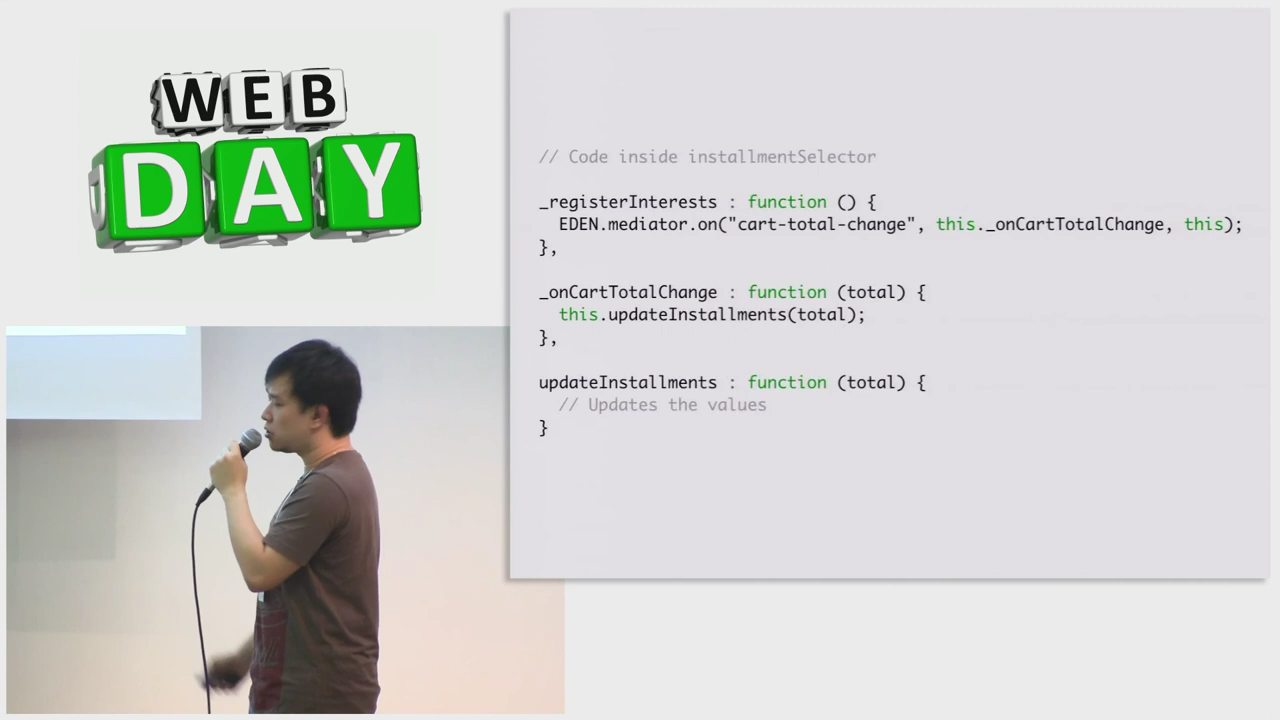 WEB
DAY
// Code inside installmentSelector
_registerInterests : function () {
EDEN.mediator.on("cart-total-change", this._onCartTotalChange, this);
},
_onCartTotalChange : function (total) {
this.updateInstallments(total);
},
updateInstallments : function (total) {
// Updates the values
}